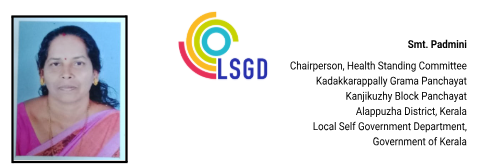 LSGD
Smt. Padmini
Chairperson, Health Standing Committee
Kadakkarappally Grama Panchayat
Kanjikuzhy Block Panchayat
Alappuzha District, Kerala
Local Self Government Department,
Government of Kerala